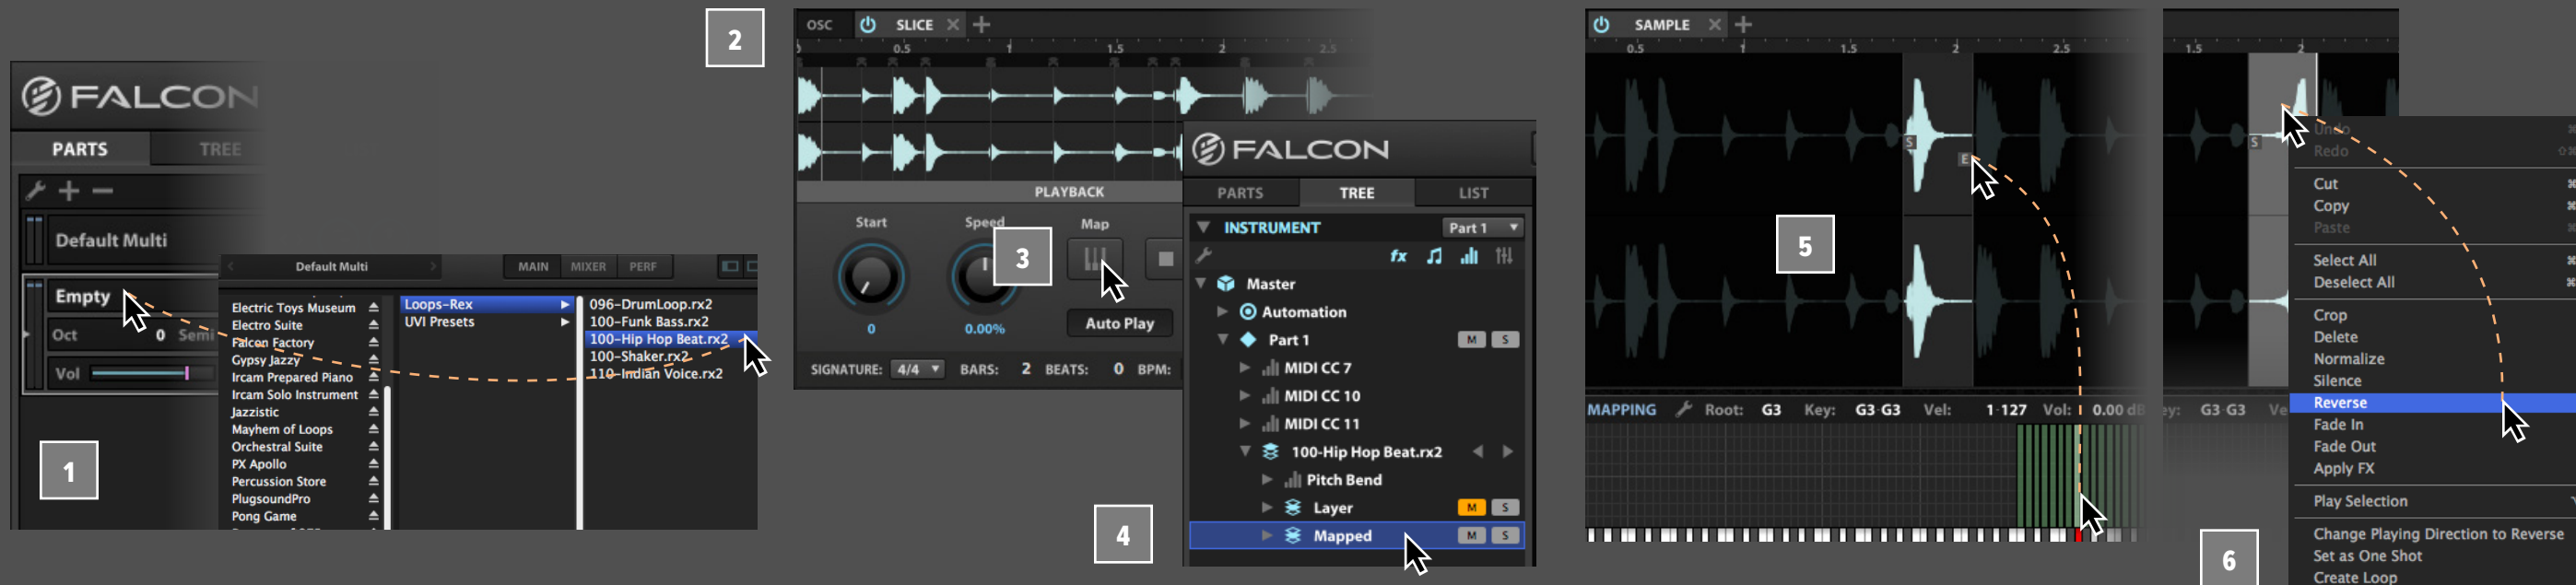 FALCON
PARTS TREE
Default Multi
Empty
Oct 0 Semi
Vol
1
Default Multi MAIN MIXER PERF
Electric Toys Museum
Electro Suite
Falcon Factory
Gypsy Jazzy
Ircam Prepared Piano
Ircam Solo Instrument
Jazzistic
Mayhem of Loops
Orchestral Suite
PX Apollo
Percussion Store
PlugsoundPro
Pong Game
Loops-Rex
UVI Presets
096-DrumLoop.rx2
100-Funk Bass.rx2
100-Hip Hop Beat.rx2
100-Shaker.rx2
110-Indian Voice.rx2
2
OSC SLICE
0.5 1 1.5 2 2.5
PLAYBACK
Start Speed Map
3
0 0.00% Auto Play
SIGNATURE: 4/4 BARS: 2 BEATS: 0 BPM:
4
FALCON
PARTS TREE LIST
INSTRUMENT Part 1
fx
Master
Automation
Part 1 M S
MIDI CC 7
MIDI CC 10
MIDI CC 11
100-Hip Hop Beat.rx2
Pitch Bend
Layer M S
Mapped M S
SAMPLE
0.5 1 1.5 2 2.5
S
E
5
MAPPING Root: G3 Key: G3-G3 Vel: 1-127 Vol: 0.00 dB
1.5 2
S
ey: G3-G3 Ve
6
Undo
Redo
Cut
Copy
Paste
Select All
Deselect All
Crop
Delete
Normalize
Silence
Reverse
Fade In
Fade Out
Apply FX
Play Selection
Change Playing Direction to Reverse
Set as One Shot
Create Loop